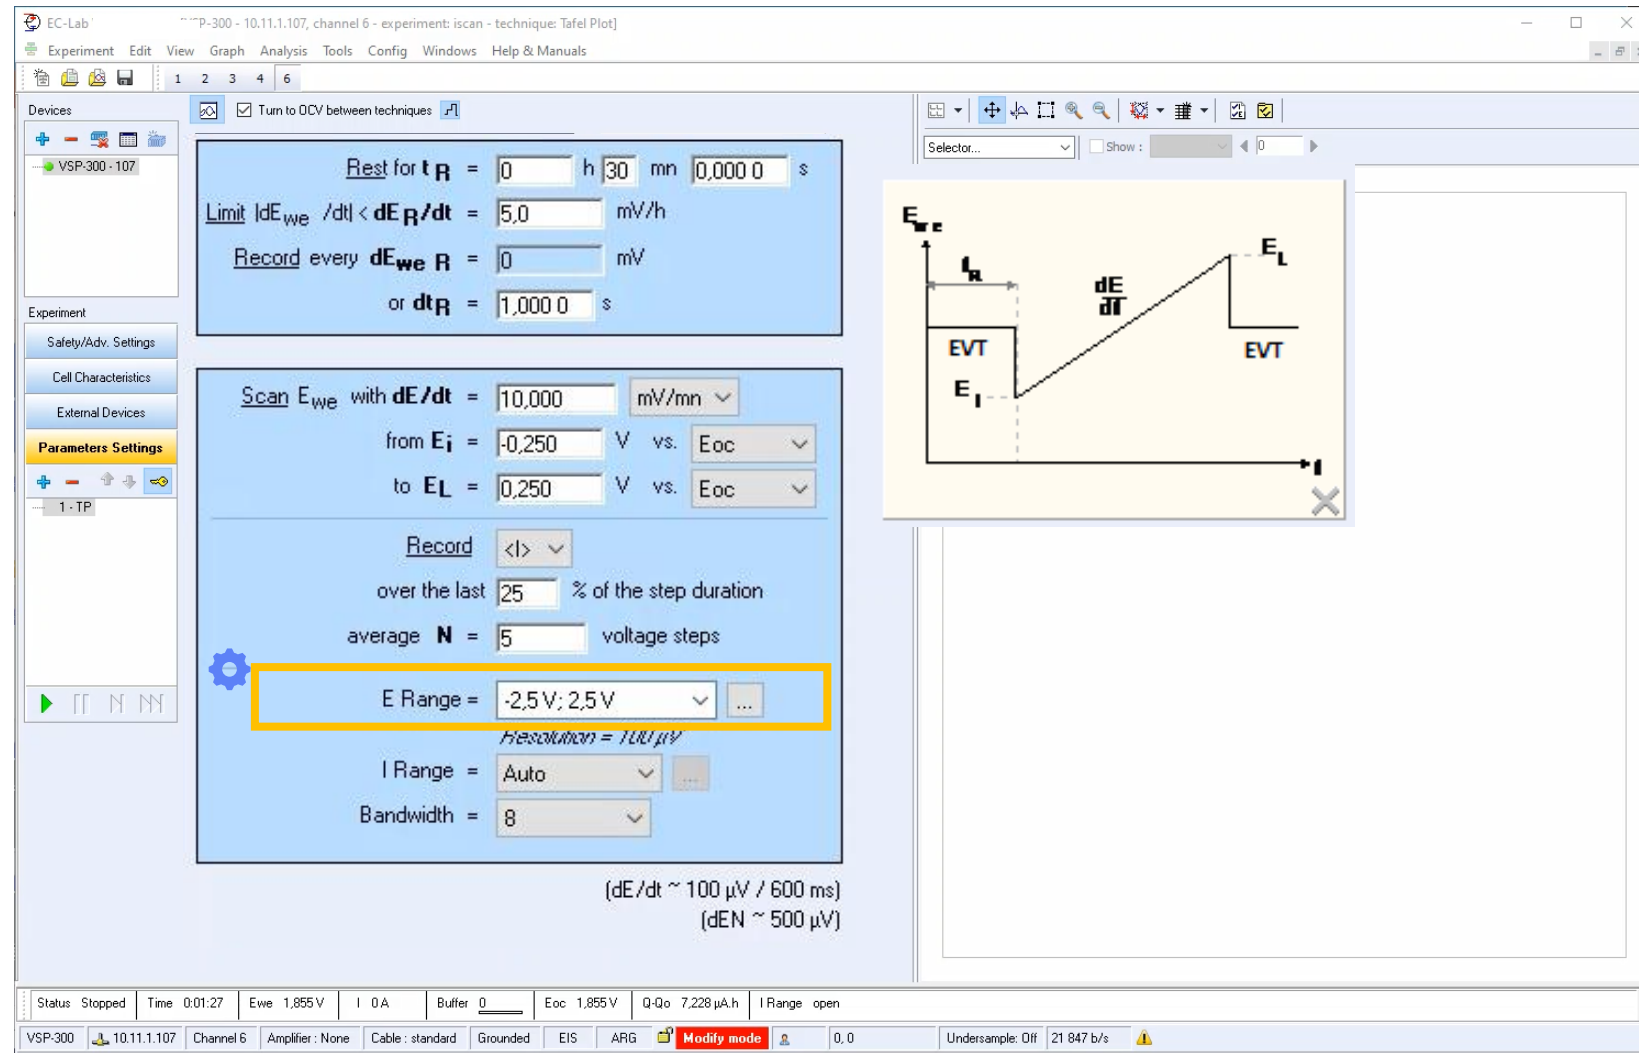 EC-Lab
P-300 - 10.11.1.107, channel 6 - experiment: iscan - technique: Tafel Plot]
Experiment Edit View Graph Analysis Tools Config Windows Help & Manuals
1 2 3 4 6
Devices
Turn to OCV between techniques
VSP-300 - 107
Selector...
Show :
0
Rest for t R = 0 h 30 mn 0,000 0 s
Limit |dEwe /dt| < dER/dt = 5,0 mV/h
Record every dEwe R = 0 mV
or dtR = 1,000 0 s
Ewe
tR
dE
dT
EL
EVT
EVT
EI
t
Experiment
Safety/Adv. Settings
Cell Characteristics
External Devices
Parameters Settings
1 - TP
Scan Ewe with dE/dt = 10,000 mV/mn
from Ei = -0,250 V vs. Eoc
to EL = 0,250 V vs. Eoc
Record <I>
over the last 25 % of the step duration
average N = 5 voltage steps
E Range = -2,5 V; 2,5 V ...
Resolution = 100 µV
I Range = Auto ...
Bandwidth = 8
(dE/dt ~ 100 µV / 600 ms)
(dEN ~ 500 µV)
Status Stopped Time 0:01:27 Ewe 1,855 V I 0 A Buffer 0 Eoc 1,855 V Q-Qo 7,228 µA.h I Range open
VSP-300 10.11.1.107 Channel 6 Amplifier : None Cable : standard Grounded EIS ARG Modify mode 0, 0 Undersample: Off 21 847 b/s